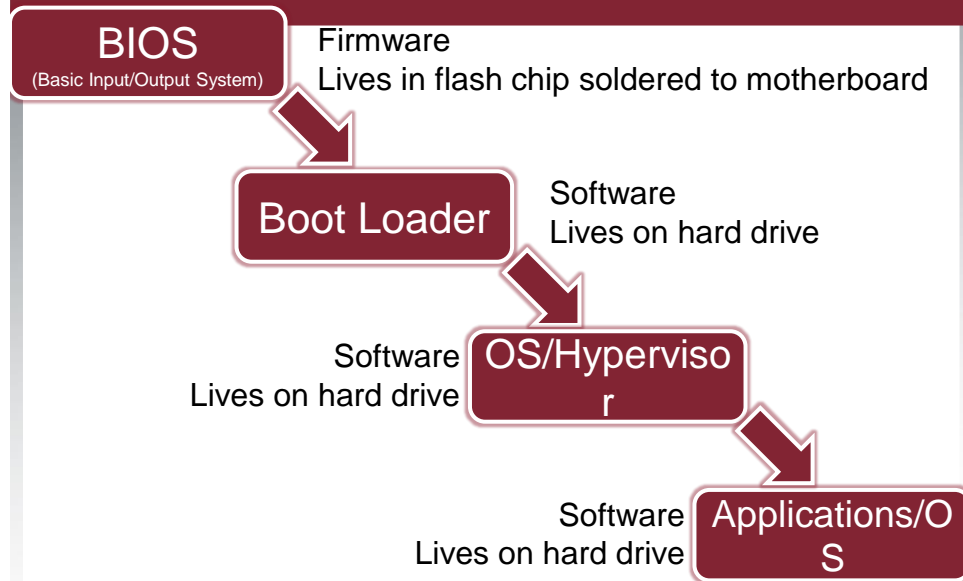 BIOS
(Basic Input/Output System)
Firmware
Lives in flash chip soldered to motherboard
Boot Loader
Software
Lives on hard drive
Software
Lives on hard drive
OS/Hyperviso
r
Software
Lives on hard drive
Applications/O
S